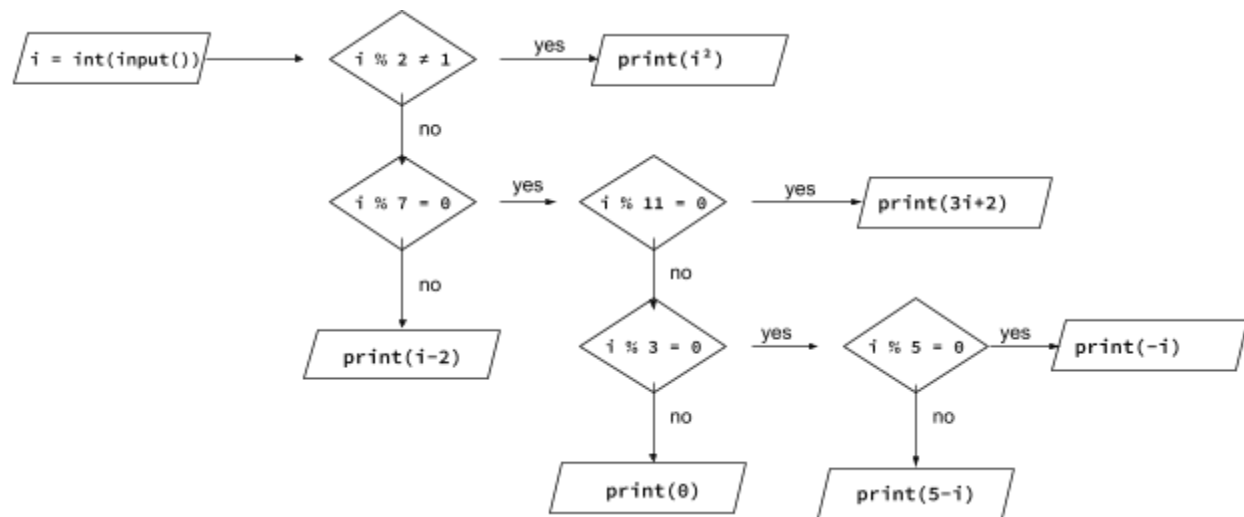 i = int(input())
i % 2 ≠ 1
yes
print(i²)
no
i % 7 = 0
yes
i % 11 = 0
yes
print(3i+2)
no
no
print(i-2)
i % 3 = 0
yes
i % 5 = 0
yes
print(-i)
no
no
print(0)
print(5-i)